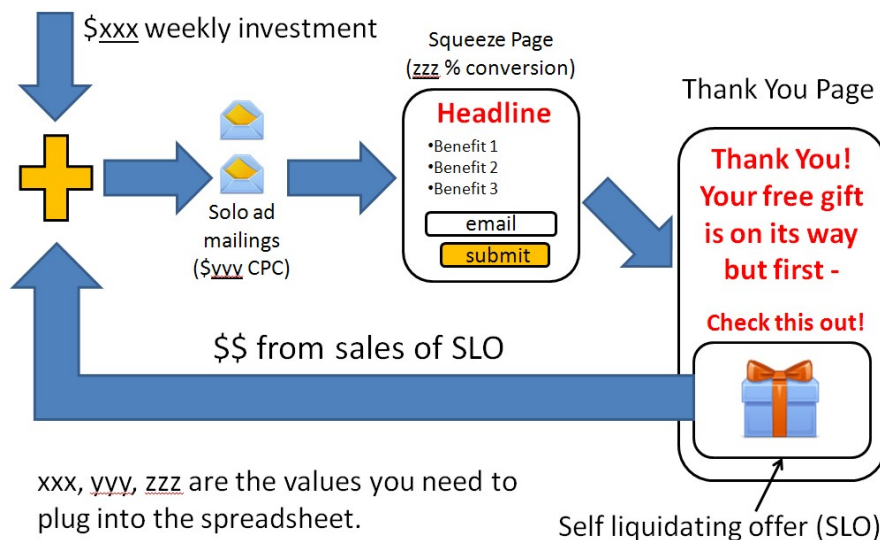 $xxx weekly investment
Squeeze Page
(zzz % conversion)
Thank You Page
Headline
•Benefit 1
•Benefit 2
•Benefit 3
email
submit
Solo ad
mailings
($yyy CPC)
Thank You!
Your free gift
is on its way
but first -
Check this out!
$$ from sales of SLO
xxx, yyy, zzz are the values you need to
plug into the spreadsheet.
Self liquidating offer (SLO)